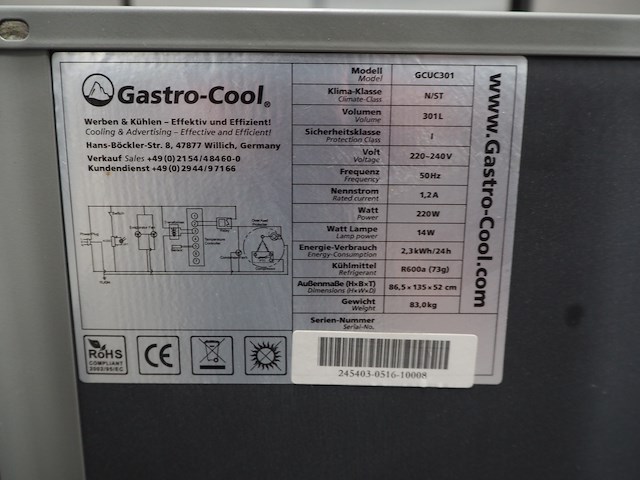 Gastro-Cool®
Werben & Kühlen – Effektiv und Effizient!
Cooling & Advertising – Effective and Efficient!
Hans-Böckler-Str. 8, 47877 Willich, Germany
Verkauf Sales +49(0)2154/48460-0
Kundendienst +49(0)2944/97166
Modell GCUC301
Model
Klima-Klasse N/ST
Climate-Class
Volumen 301L
Volume
Sicherheitsklasse I
Protection Class
Volt 220-240V
Voltage
Frequenz 50Hz
Frequency
Nennstrom 1,2A
Rated current
Watt 220W
Power
Watt Lampe 14W
Lamp power
Energie-Verbrauch 2,3kWh/24h
Energy-Consumption
Kühlmittel R600a (73g)
Refrigerant
Außenmaße (H×B×T) 86,5 × 135 × 52 cm
Dimensions (H×W×D)
Gewicht 83,0kg
Weight
Serien-Nummer
Serial-No.
245403-0516-10008
www.Gastro-Cool.com
RoHS
COMPLIANT
2002/95/EC
CE